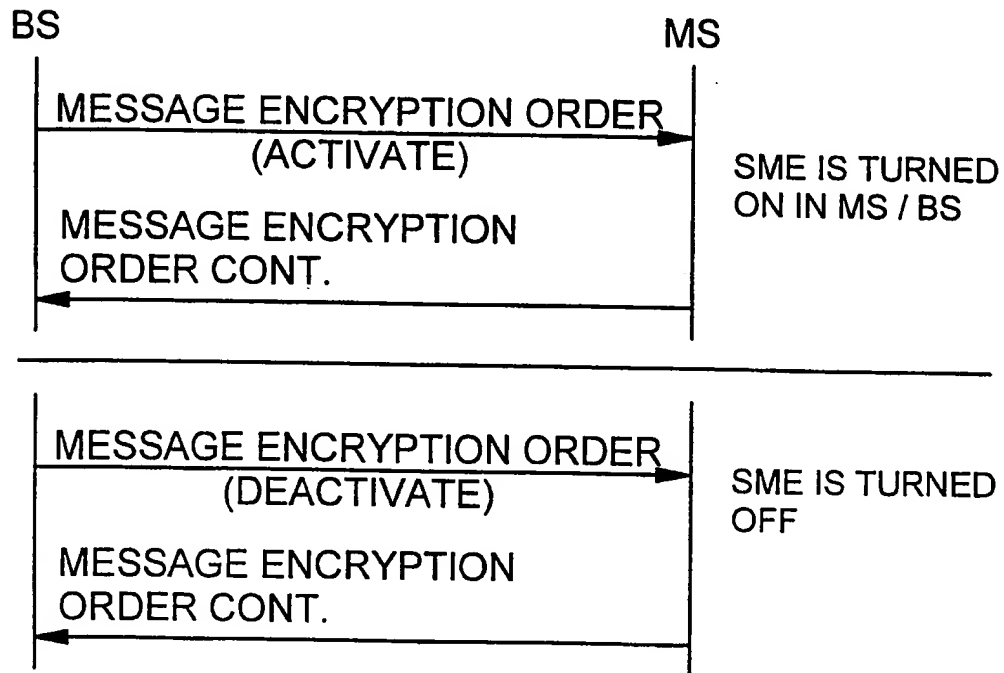 BS
MS
MESSAGE ENCRYPTION ORDER
(ACTIVATE)
SME IS TURNED
ON IN MS / BS
MESSAGE ENCRYPTION
ORDER CONT.
MESSAGE ENCRYPTION ORDER
(DEACTIVATE)
SME IS TURNED
OFF
MESSAGE ENCRYPTION
ORDER CONT.